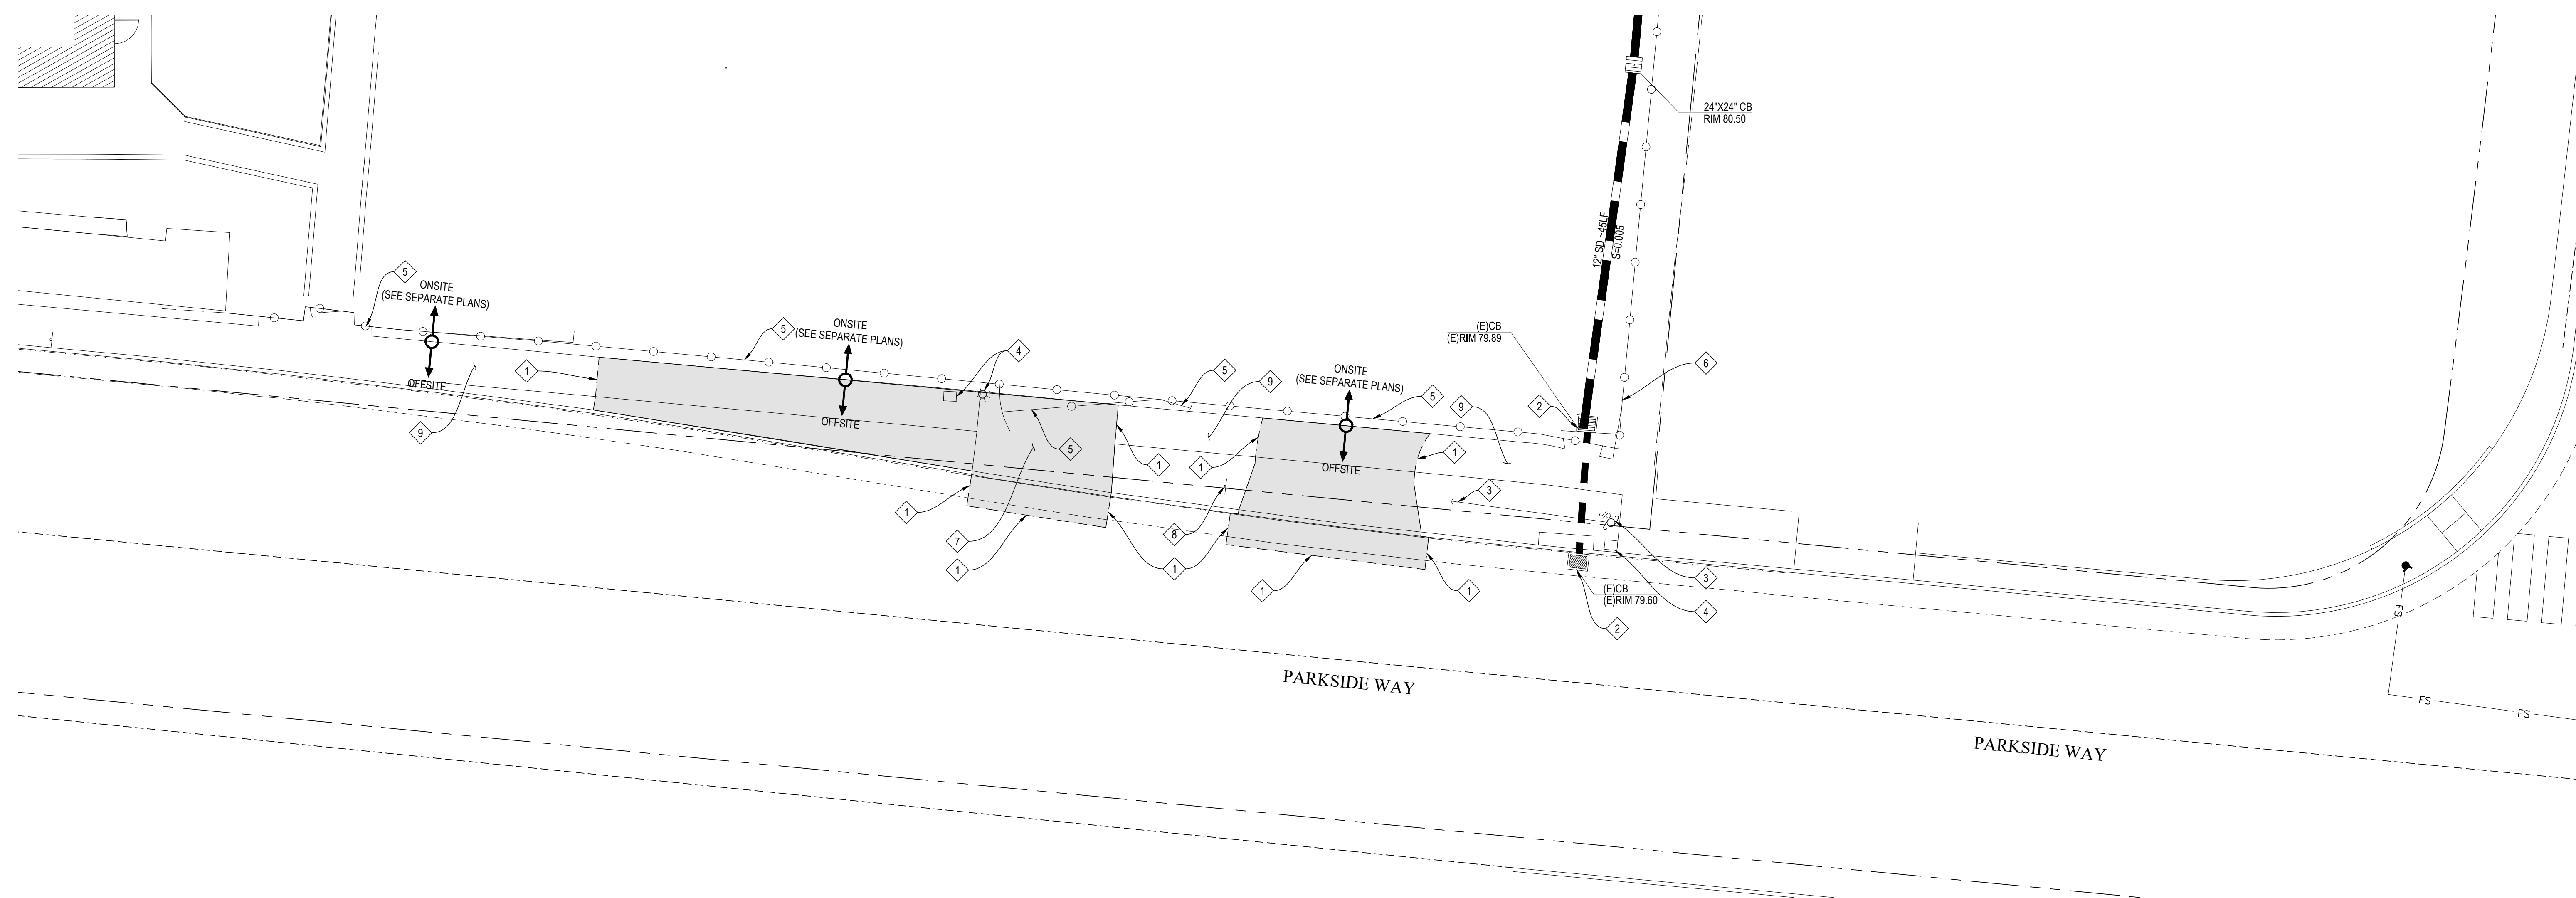 24"X24" CB
RIM 80.50
12" SD ~45LF
S=0.005
5
ONSITE
(SEE SEPARATE PLANS)
OFFSITE
9
1
5
ONSITE
(SEE SEPARATE PLANS)
OFFSITE
4
5
9
ONSITE
(SEE SEPARATE PLANS)
OFFSITE
5
9
(E)CB
(E)RIM 79.89
2
6
5
1
1
1
1
7
1
8
1
3
JP
3
4
1
1
(E)CB
(E)RIM 79.60
2
PARKSIDE WAY
PARKSIDE WAY
FS
FS
FS